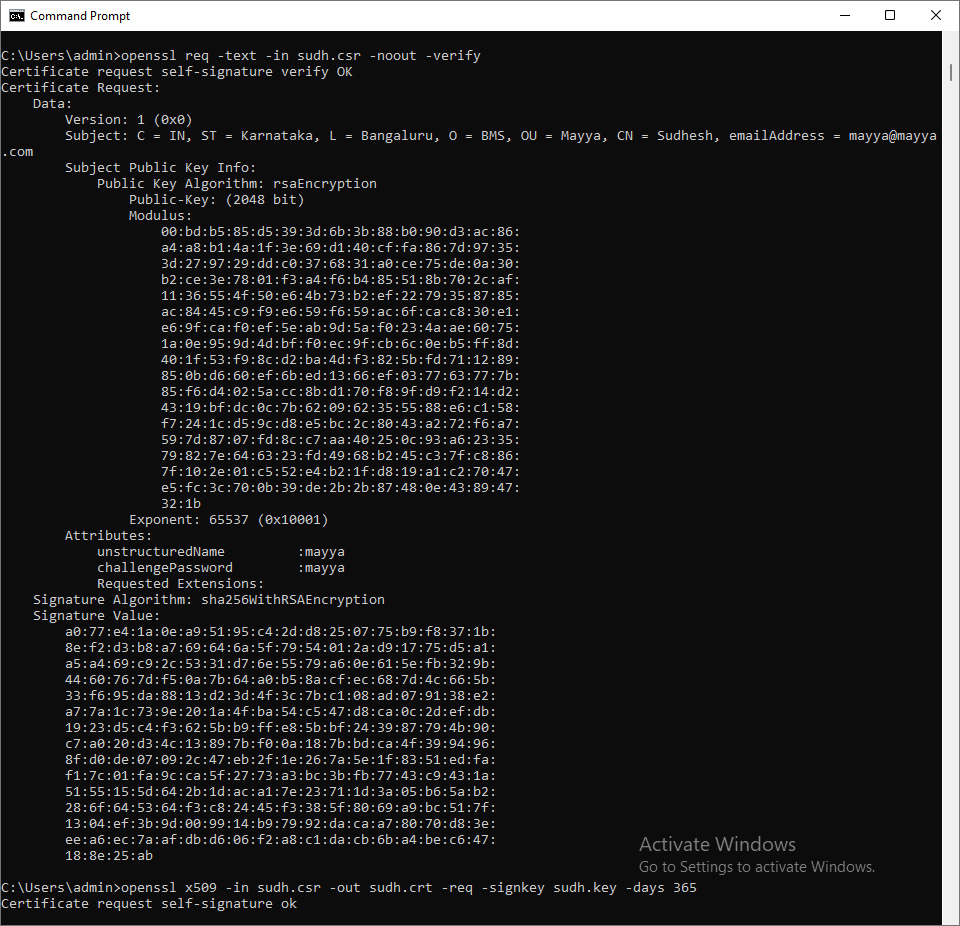 Command Prompt
C:\Users\admin>openssl req -text -in sudh.csr -noout -verify
Certificate request self-signature verify OK
Certificate Request:
    Data:
        Version: 1 (0x0)
        Subject: C = IN, ST = Karnataka, L = Bangaluru, O = BMS, OU = Mayya, CN = Sudhesh, emailAddress = mayya@mayya
.com
        Subject Public Key Info:
            Public Key Algorithm: rsaEncryption
                Public-Key: (2048 bit)
                Modulus:
                    00:bd:b5:85:d5:39:3d:6b:3b:88:b0:90:d3:ac:86:
                    a4:a8:b1:4a:1f:3e:69:d1:40:cf:fa:86:7d:97:35:
                    3d:27:97:29:dd:c0:37:68:31:a0:ce:75:de:0a:30:
                    b2:ce:3e:78:01:f3:a4:f6:b4:85:51:8b:70:2c:af:
                    11:36:55:4f:50:e6:4b:73:b2:ef:22:79:35:87:85:
                    ac:84:45:c9:f9:e6:59:f6:59:ac:6f:ca:c8:30:e1:
                    e6:9f:ca:f0:ef:5e:ab:9d:5a:f0:23:4a:ae:60:75:
                    1a:0e:95:9d:4d:bf:f0:ec:9f:cb:6c:0e:b5:ff:8d:
                    40:1f:53:f9:8c:d2:ba:4d:f3:82:5b:fd:71:12:89:
                    85:0b:d6:60:ef:6b:ed:13:66:ef:03:77:63:77:7b:
                    85:f6:d4:02:5a:cc:8b:d1:70:f8:9f:d9:f2:14:d2:
                    43:19:bf:dc:0c:7b:62:09:62:35:55:88:e6:c1:58:
                    f7:24:1c:d5:9c:d8:e5:bc:2c:80:43:a2:72:f6:a7:
                    59:7d:87:07:fd:8c:c7:aa:40:25:0c:93:a6:23:35:
                    79:82:7e:64:63:23:fd:49:68:b2:45:c3:7f:c8:86:
                    7f:10:2e:01:c5:52:e4:b2:1f:d8:19:a1:c2:70:47:
                    e5:fc:3c:70:0b:39:de:2b:2b:87:48:0e:43:89:47:
                    32:1b
                Exponent: 65537 (0x10001)
        Attributes:
            unstructuredName         :mayya
            challengePassword        :mayya
            Requested Extensions:
    Signature Algorithm: sha256WithRSAEncryption
    Signature Value:
        a0:77:e4:1a:0e:a9:51:95:c4:2d:d8:25:07:75:b9:f8:37:1b:
        8e:f2:d3:b8:a7:69:64:6a:5f:79:54:01:2a:d9:17:75:d5:a1:
        a5:a4:69:c9:2c:53:31:d7:6e:55:79:a6:0e:61:5e:fb:32:9b:
        44:60:76:7d:f5:0a:7b:64:a0:b5:8a:cf:ec:68:7d:4c:66:5b:
        33:f6:95:da:88:13:d2:3d:4f:3c:7b:c1:08:ad:07:91:38:e2:
        a7:7a:1c:73:9e:20:1a:4f:ba:54:c5:47:d8:ca:0c:2d:ef:db:
        19:23:d5:c4:f3:62:5b:b9:ff:e8:5b:bf:24:39:87:79:4b:90:
        c7:a0:20:d3:4c:13:89:7b:f0:0a:18:7b:bd:ca:4f:39:94:96:
        8f:d0:de:07:09:2c:47:eb:2f:1e:26:7a:5e:1f:83:51:ed:fa:
        f1:7c:01:fa:9c:ca:5f:27:73:a3:bc:3b:fb:77:43:c9:43:1a:
        51:55:15:5d:64:2b:1d:ac:a1:7e:23:71:1d:3a:05:b6:5a:b2:
        28:6f:64:53:64:f3:c8:24:45:f3:38:5f:80:69:a9:bc:51:7f:
        13:04:ef:3b:9d:00:99:14:b9:79:92:da:ca:a7:80:70:d8:3e:
        ee:a6:ec:7a:af:db:d6:06:f2:a8:c1:da:cb:6b:a4:be:c6:47:
        18:8e:25:ab
Activate Windows
Go to Settings to activate Windows.
C:\Users\admin>openssl x509 -in sudh.csr -out sudh.crt -req -signkey sudh.key -days 365
Certificate request self-signature ok